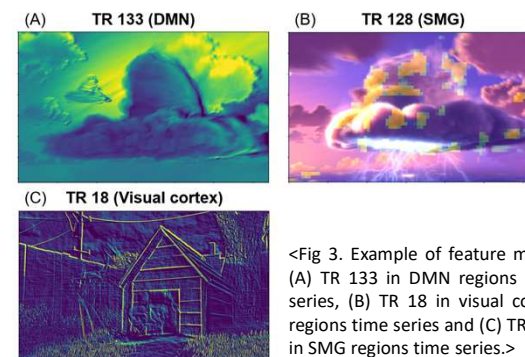 (A) TR 133 (DMN)
(B) TR 128 (SMG)
(C) TR 18 (Visual cortex)
<Fig 3. Example of feature
(A) TR 133 in DMN regions
series, (B) TR 18 in visual
regions time series and (C) TR
in SMG regions time series.>